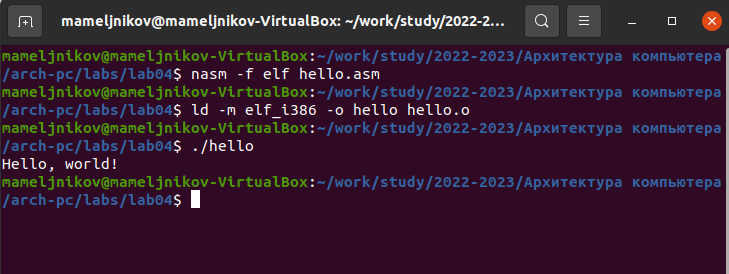 mameljnikov@mameljnikov-VirtualBox: ~/work/study/2022-2...
mameljnikov@mameljnikov-VirtualBox:~/work/study/2022-2023/Архитектура компьютера
/arch-pc/labs/lab04$ nasm -f elf hello.asm
mameljnikov@mameljnikov-VirtualBox:~/work/study/2022-2023/Архитектура компьютера
/arch-pc/labs/lab04$ ld -m elf_i386 -o hello hello.o
mameljnikov@mameljnikov-VirtualBox:~/work/study/2022-2023/Архитектура компьютера
/arch-pc/labs/lab04$ ./hello
Hello, world!
mameljnikov@mameljnikov-VirtualBox:~/work/study/2022-2023/Архитектура компьютера
/arch-pc/labs/lab04$